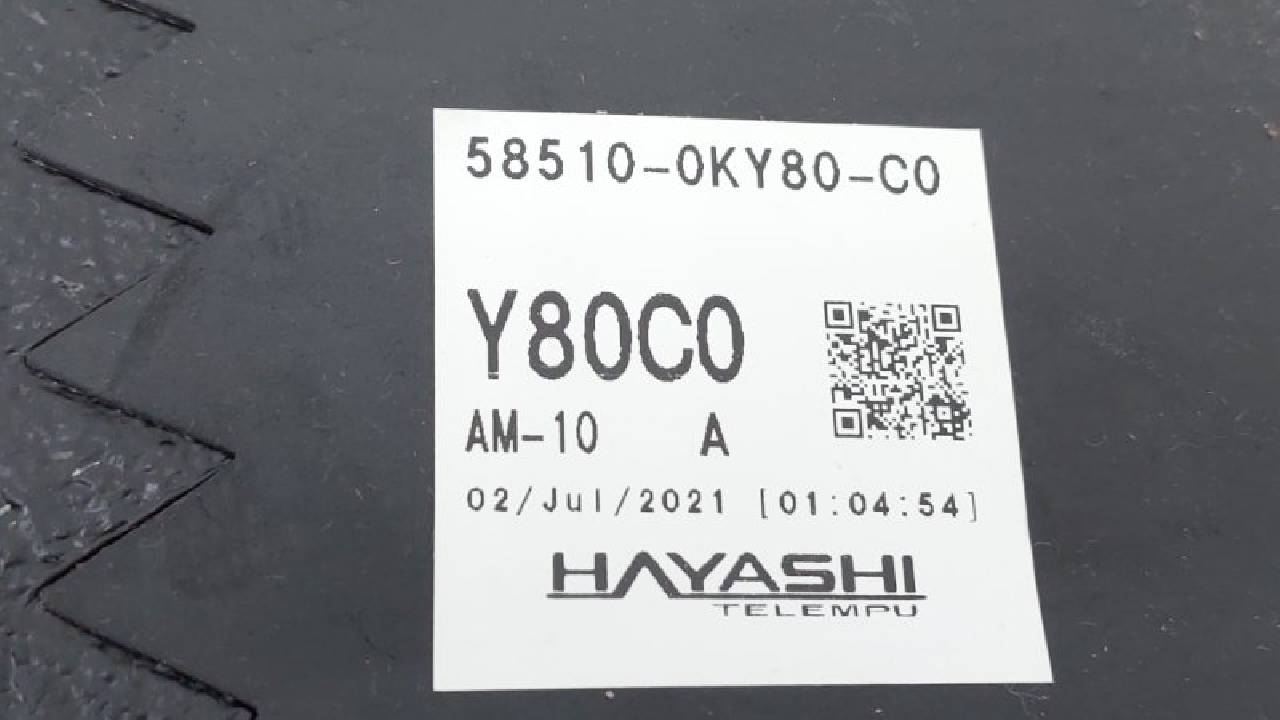 58510-0KY80-C0
Y80C0
AM-10 A
02/Jul/2021 [01:04:54]
HAYASHI
TELEMPU